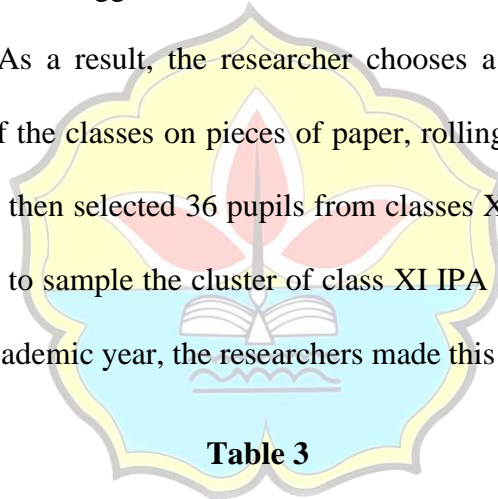 As a result, the researcher chooses a
f the classes on pieces of paper, rolling
then selected 36 pupils from classes X
to sample the cluster of class XI IPA
ademic year, the researchers made this
Table 3